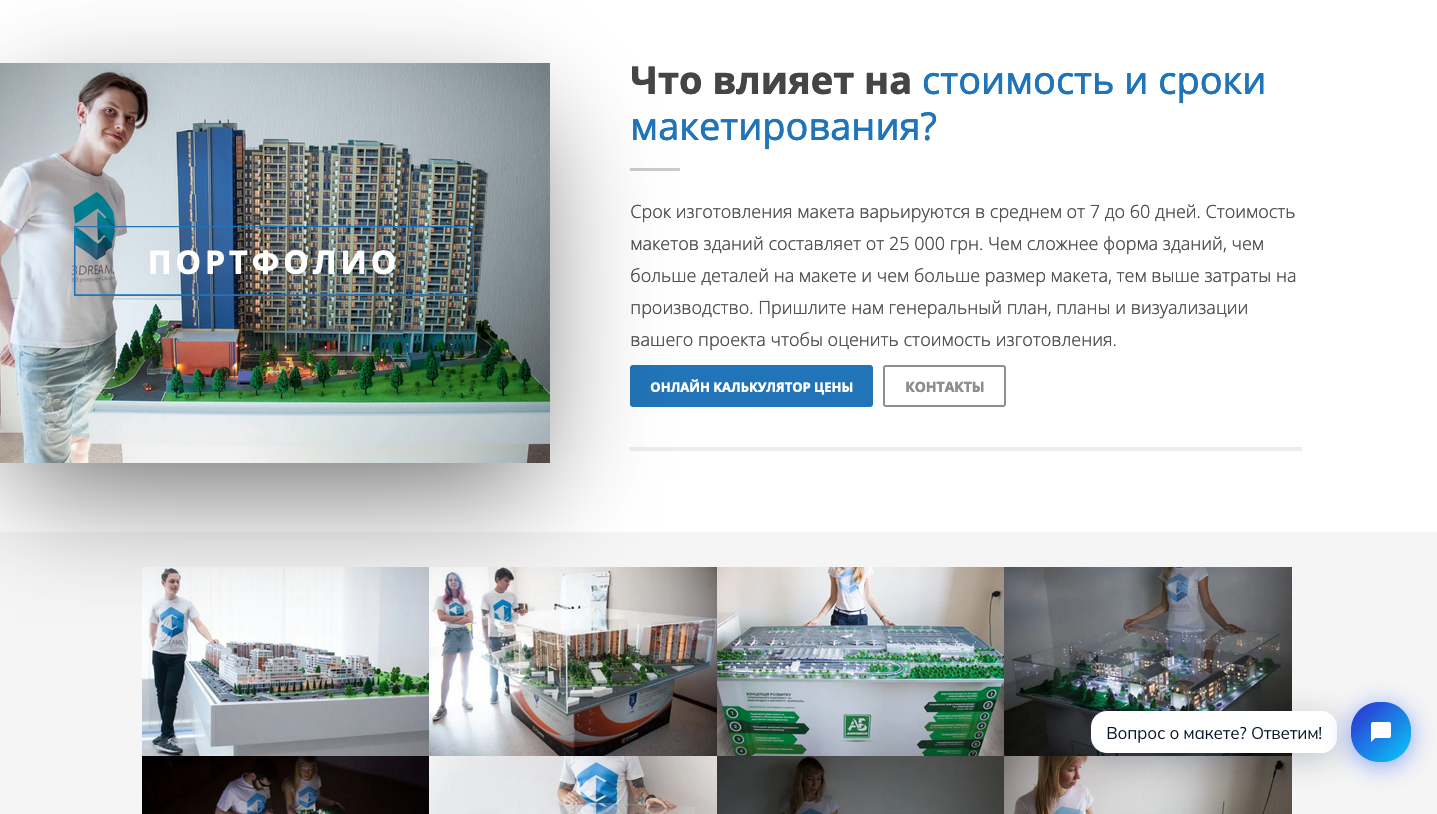 Что влияет на стоимость и сроки
макетирования?
3DREAM
ПОРТФОЛИО
Срок изготовления макета варьируются в среднем от 7 до 60 дней. Стоимость
макетов зданий составляет от 25 000 грн. Чем сложнее форма зданий, чем
больше деталей на макете и чем больше размер макета, тем выше затраты на
производство. Пришлите нам генеральный план, планы и визуализации
вашего проекта чтобы оценить стоимость изготовления.
ОНЛАЙН КАЛЬКУЛЯТОР ЦЕНЫ
КОНТАКТЫ
КОНЦЕПЦІЯ РОЗВИТКУ
Вопрос о макете? Ответим!